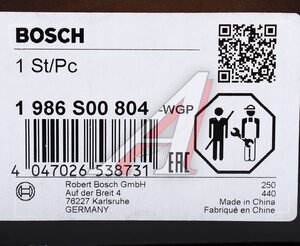 BOSCH
1 St/Pc
1 986 S00 804 -WGP
4 047026 538731
EAC
Robert Bosch GmbH
Auf der Breit 4
76227 Karlsruhe
GERMANY
250
440
Made in China
Fabriqué en Chine